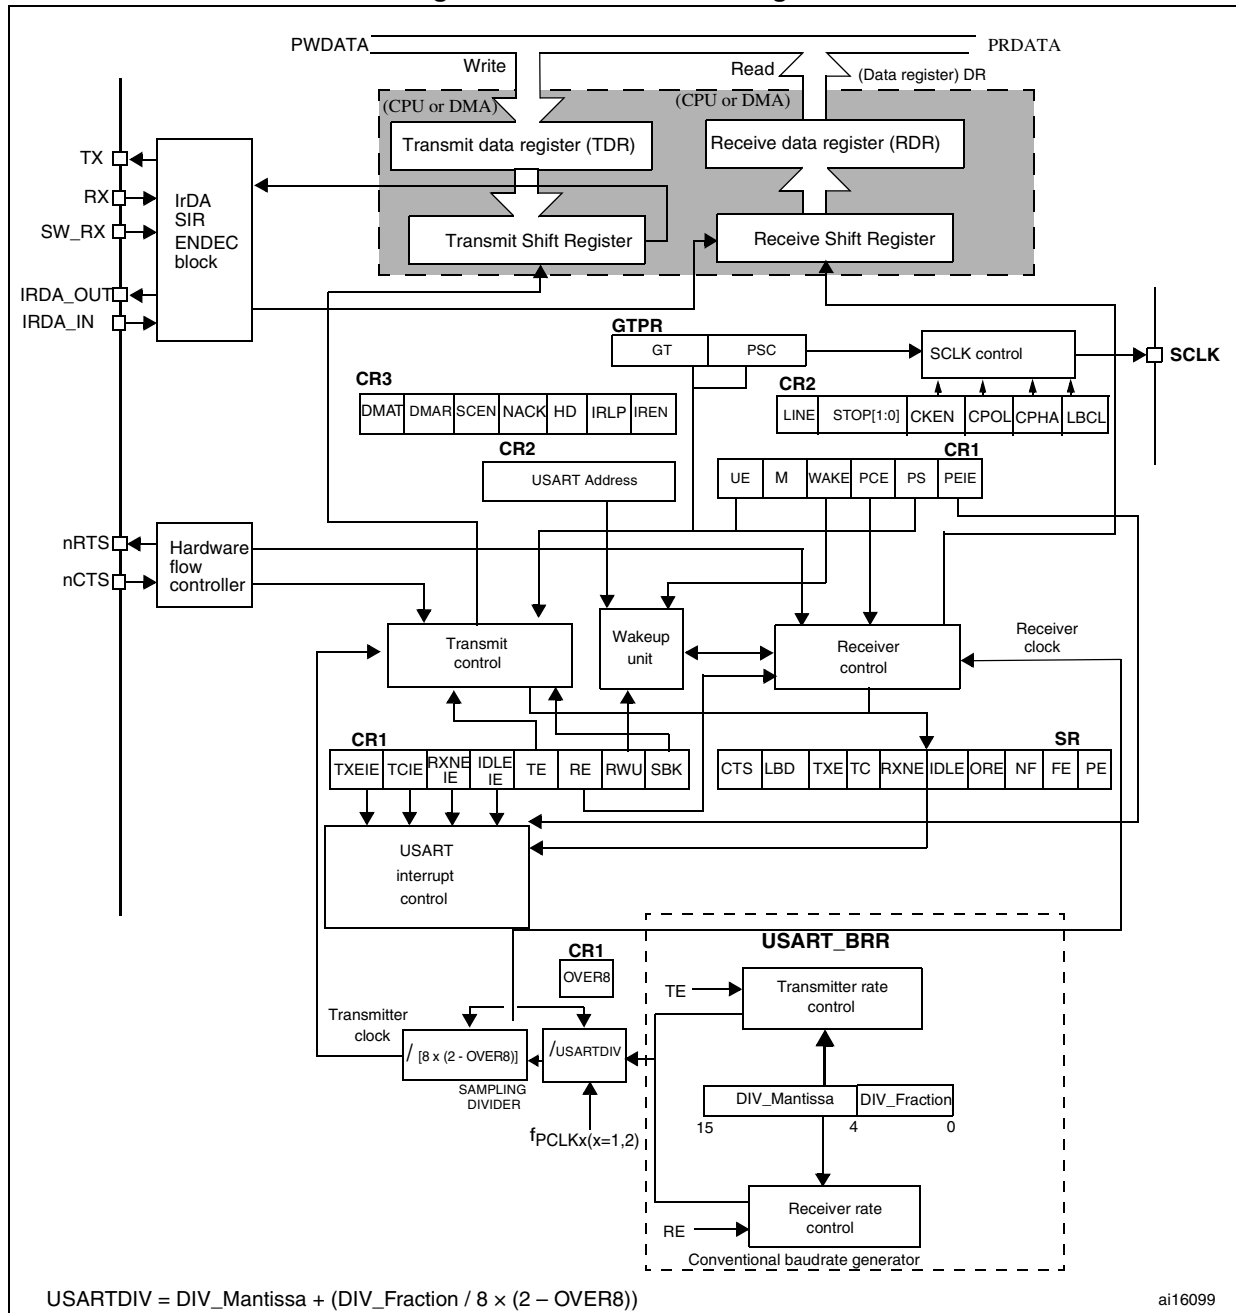 PWDATA
PRDATA
Write
Read
(Data register) DR
(CPU or DMA)
(CPU or DMA)
Transmit data register (TDR)
Receive data register (RDR)
TX
RX
SW_RX
IRDA_OUT
IRDA_IN
IrDA
SIR
ENDEC
block
Transmit Shift Register
Receive Shift Register
GTPR
GT
PSC
SCLK control
SCLK
CR3
DMAT
DMAR
SCEN
NACK
HD
IRLP
IREN
CR2
LINE
STOP[1:0]
CKEN
CPOL
CPHA
LBCL
CR2
USART Address
CR1
UE
M
WAKE
PCE
PS
PEIE
nRTS
nCTS
Hardware
flow
controller
Transmit
control
Wakeup
unit
Receiver
control
Receiver
clock
CR1
TXEIE
TCIE
RXNE
IE
IDLE
IE
TE
RE
RWU
SBK
SR
CTS
LBD
TXE
TC
RXNE
IDLE
ORE
NF
FE
PE
USART
interrupt
control
USART_BRR
CR1
OVER8
TE
Transmitter rate
control
Transmitter
clock
/ [8 x (2 - OVER8)]
/USARTDIV
SAMPLING
DIVIDER
fPCLKx(x=1,2)
DIV_Mantissa
DIV_Fraction
15
4
0
Receiver rate
control
RE
Conventional baudrate generator
USARTDIV = DIV_Mantissa + (DIV_Fraction / 8 × (2 – OVER8))
ai16099